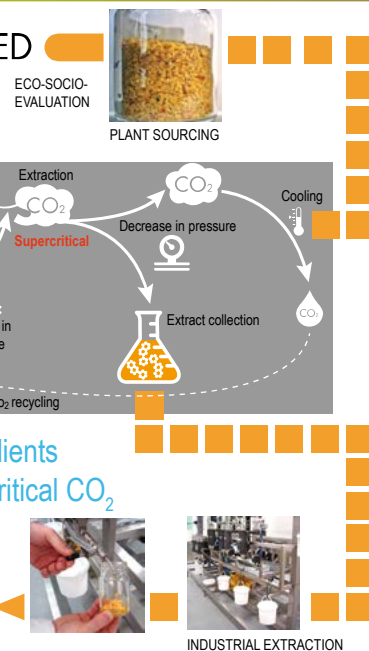 ED
ECO-SOCIO-
EVALUATION
PLANT SOURCING
Extraction
CO2
CO2
Cooling
Supercritical
Decrease in pressure
in
e
Extract collection
CO2
o2 recycling
lients
ritical CO2
INDUSTRIAL EXTRACTION